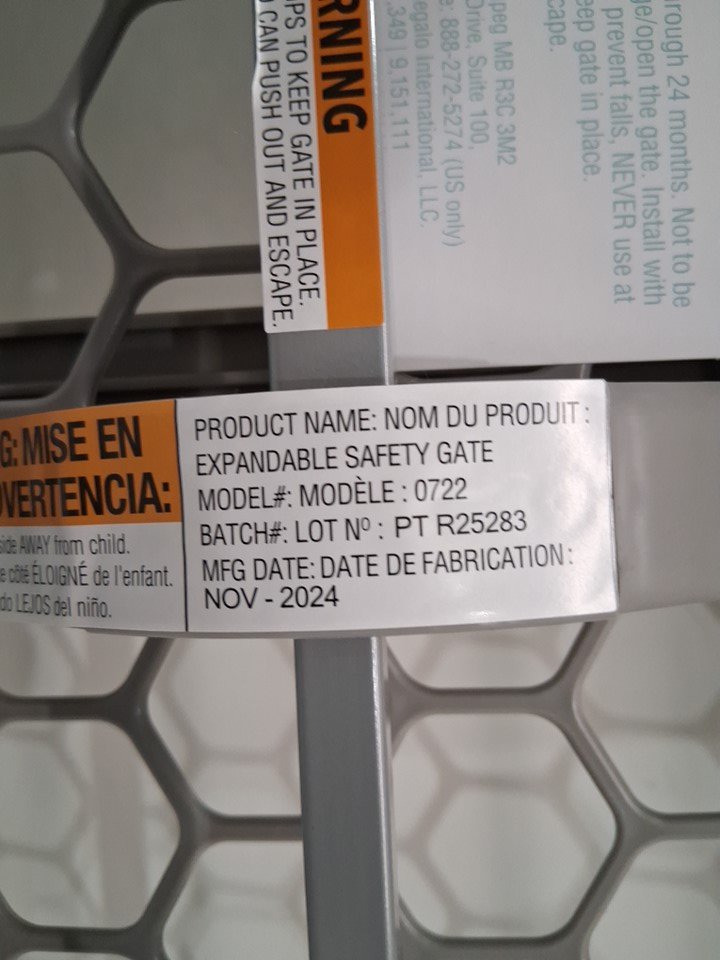 PRODUCT NAME: NOM DU PRODUIT :
EXPANDABLE SAFETY GATE
MODEL#: MODÈLE : 0722
BATCH#: LOT Nº : PT R25283
MFG DATE: DATE DE FABRICATION :
NOV - 2024
G: MISE EN
VERTENCIA:
side AWAY from child.
côté ÉLOIGNÉ de l'enfant.
do LEJOS del niño.
RNING
PS TO KEEP GATE IN PLACE.
CAN PUSH OUT AND ESCAPE.
rough 24 months. Not to be
ge/open the gate. Install with
prevent falls, NEVER use at
eep gate in place.
cape.
peg MB R3C 3M2
Drive, Suite 100,
e: 888-272-5274 (US only)
egalo International, LLC.
.349 | 9,151,111